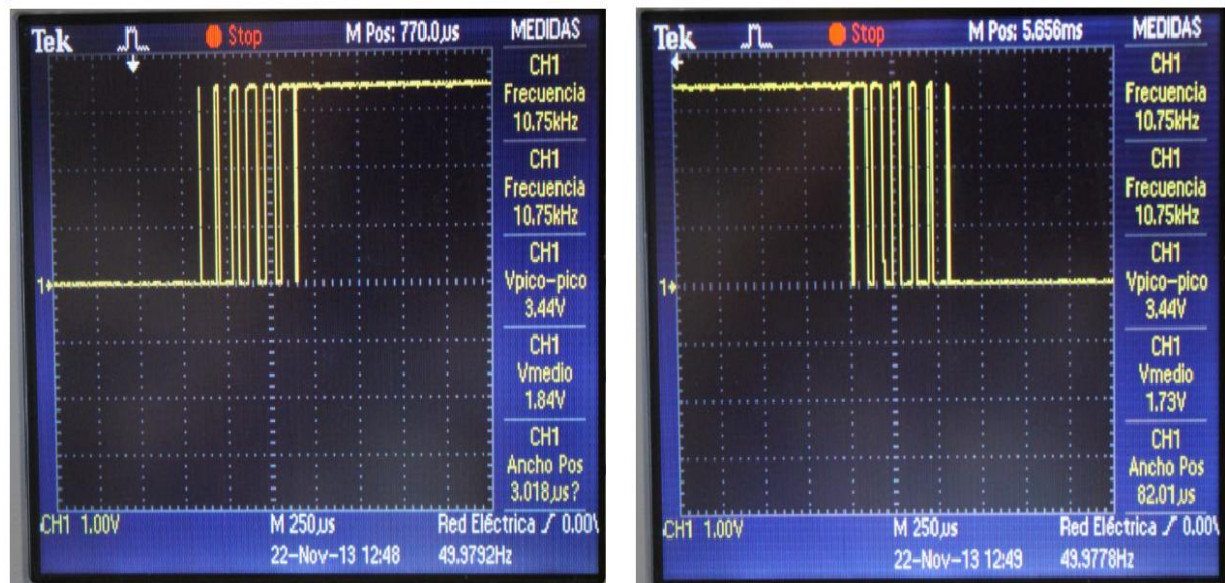 Tek Stop M Pos: 770.0µs MEDIDAS
CH1
Frecuencia
10.75kHz
CH1
Frecuencia
10.75kHz
CH1
Vpico-pico
3.44V
CH1
Vmedio
1.84V
CH1
Ancho Pos
3.018µs?
1
CH1 1.00V M 250µs Red Eléctrica 0.00V
22-Nov-13 12:48 49.9792Hz
Tek Stop M Pos: 5.656ms MEDIDAS
CH1
Frecuencia
10.75kHz
CH1
Frecuencia
10.75kHz
CH1
Vpico-pico
3.44V
CH1
Vmedio
1.73V
CH1
Ancho Pos
82.01µs
1
CH1 1.00V M 250µs Red Eléctrica 0.00V
22-Nov-13 12:49 49.9778Hz